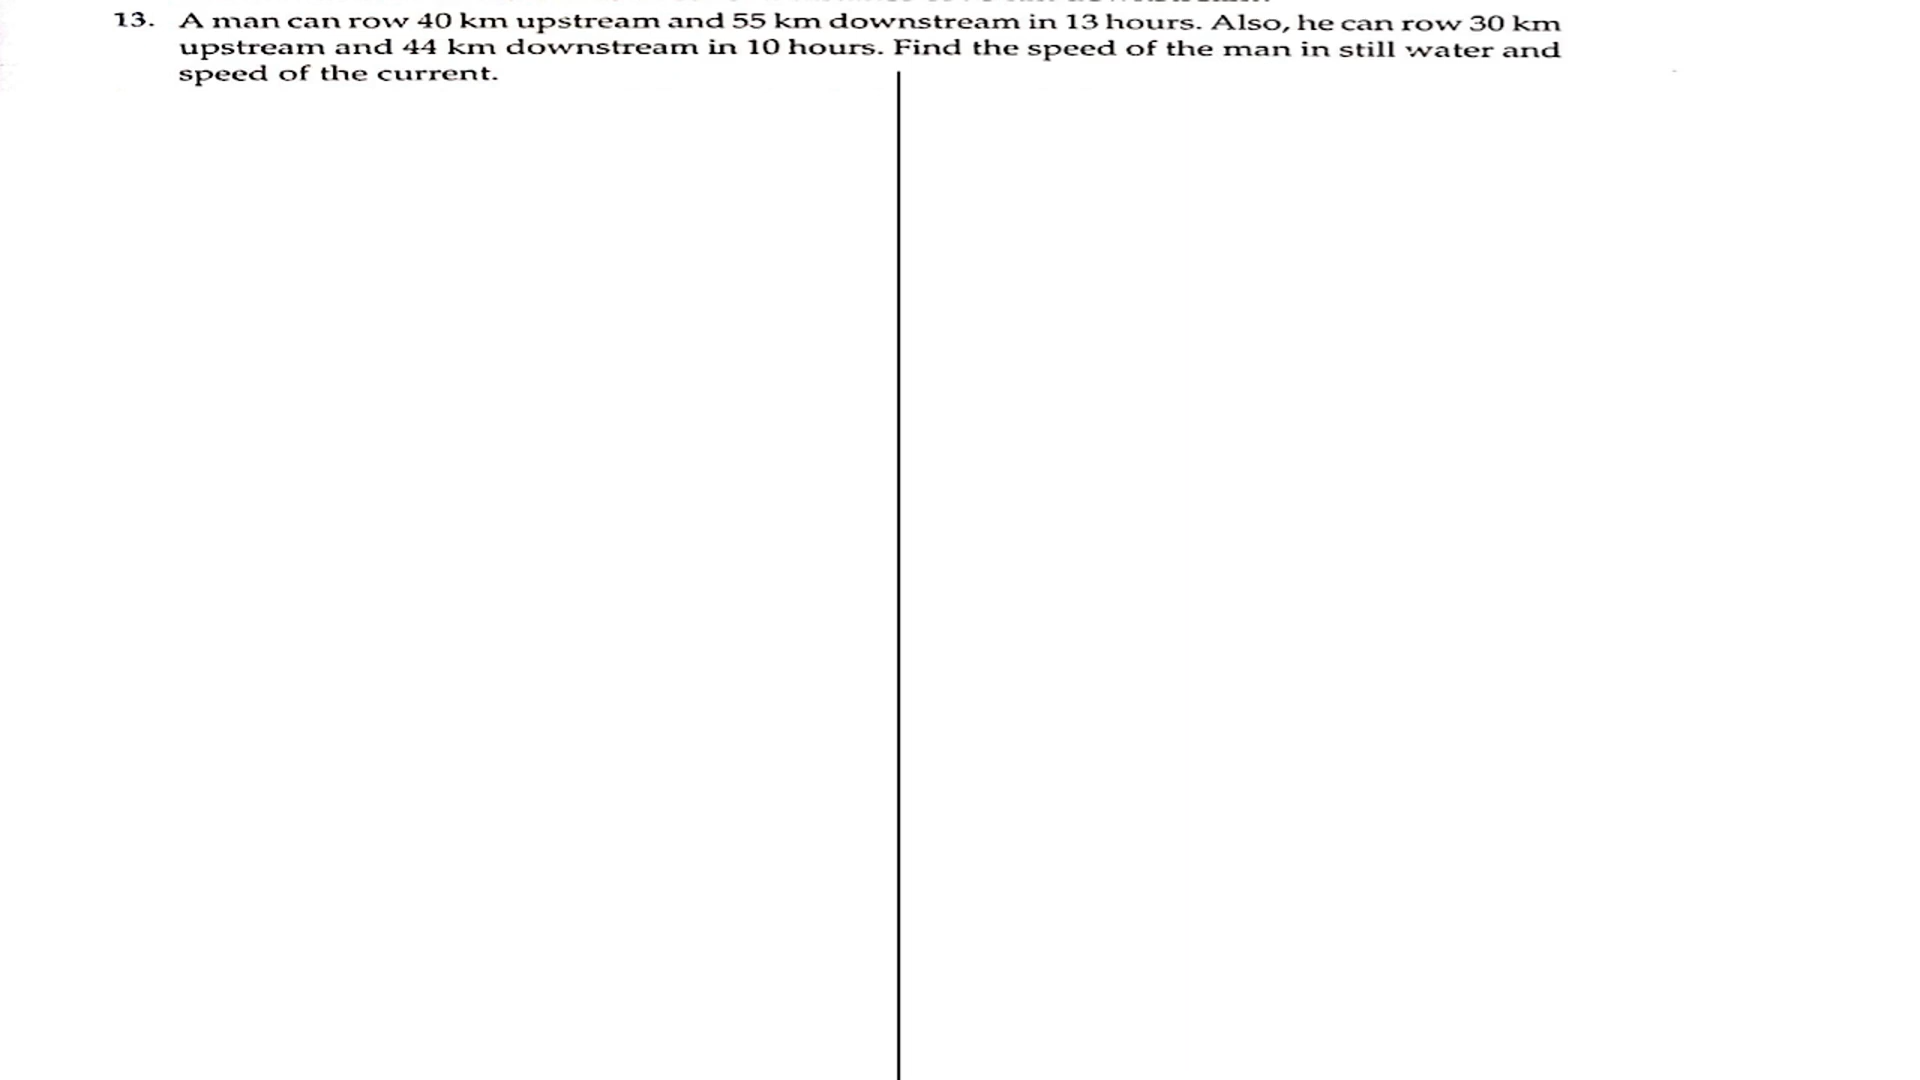 13. A man can row 40 km upstream and 55 km downstream in 13 hours. Also, he can row 30 km
upstream and 44 km downstream in 10 hours. Find the speed of the man in still water and
speed of the current.